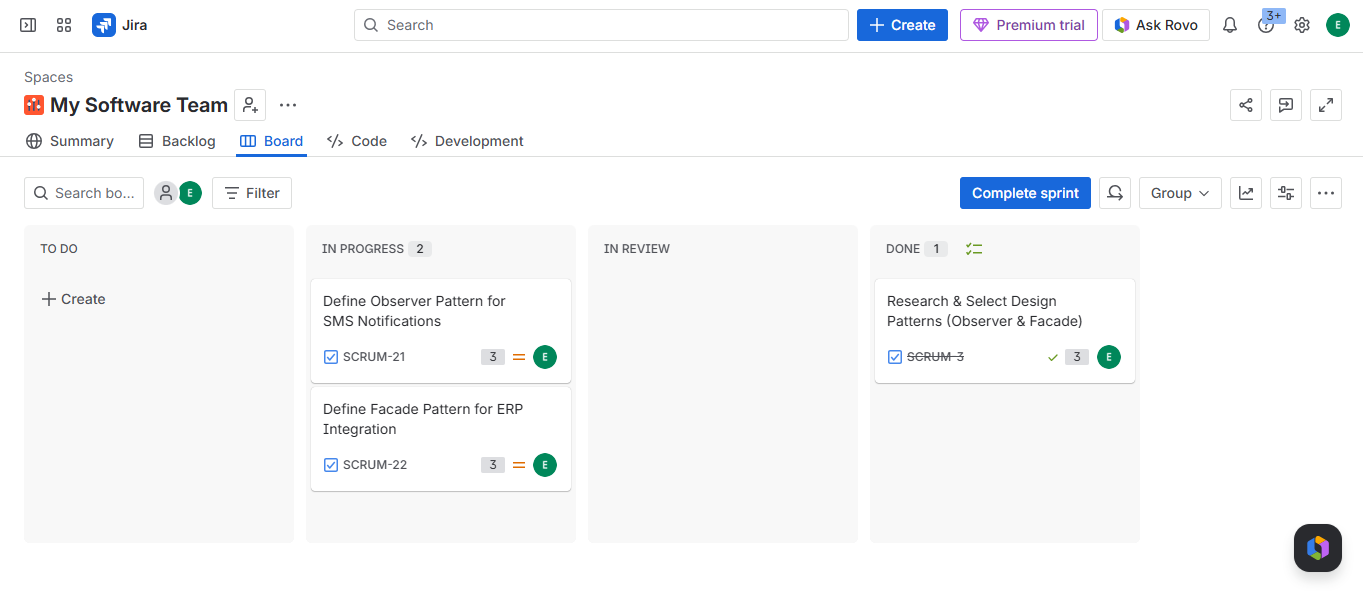 Jira
Search
Create
Premium trial
Ask Rovo
3+
E
Spaces
My Software Team
Summary
Backlog
Board
Code
Development
Search bo...
E
Filter
Complete sprint
Group
TO DO
Create
IN PROGRESS 2
Define Observer Pattern for
SMS Notifications
SCRUM-21
3
E
Define Facade Pattern for ERP
Integration
SCRUM-22
3
E
IN REVIEW
DONE 1
Research & Select Design
Patterns (Observer & Facade)
SCRUM-3
3
E